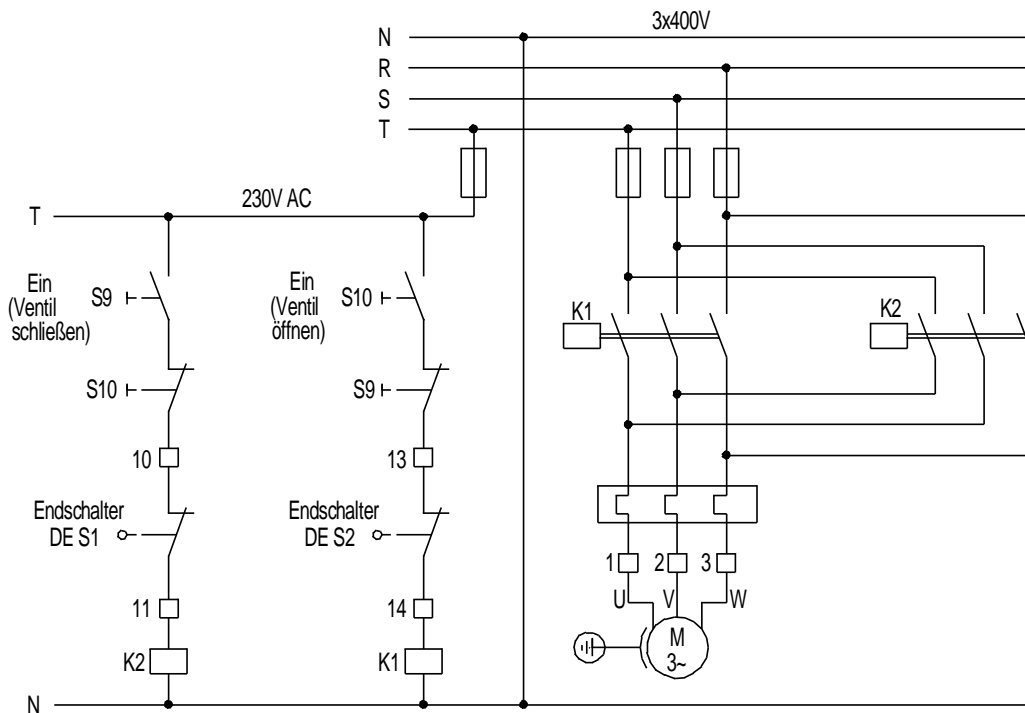 3x400V
N
R
S
T
230V AC
T
Ein
(Ventil
schließen)
S9
Ein
(Ventil
öffnen)
S10
K1
K2
S10
S9
10
13
Endschalter
DE S1
Endschalter
DE S2
1
2
3
U
V
W
11
14
M
3~
K2
K1
N